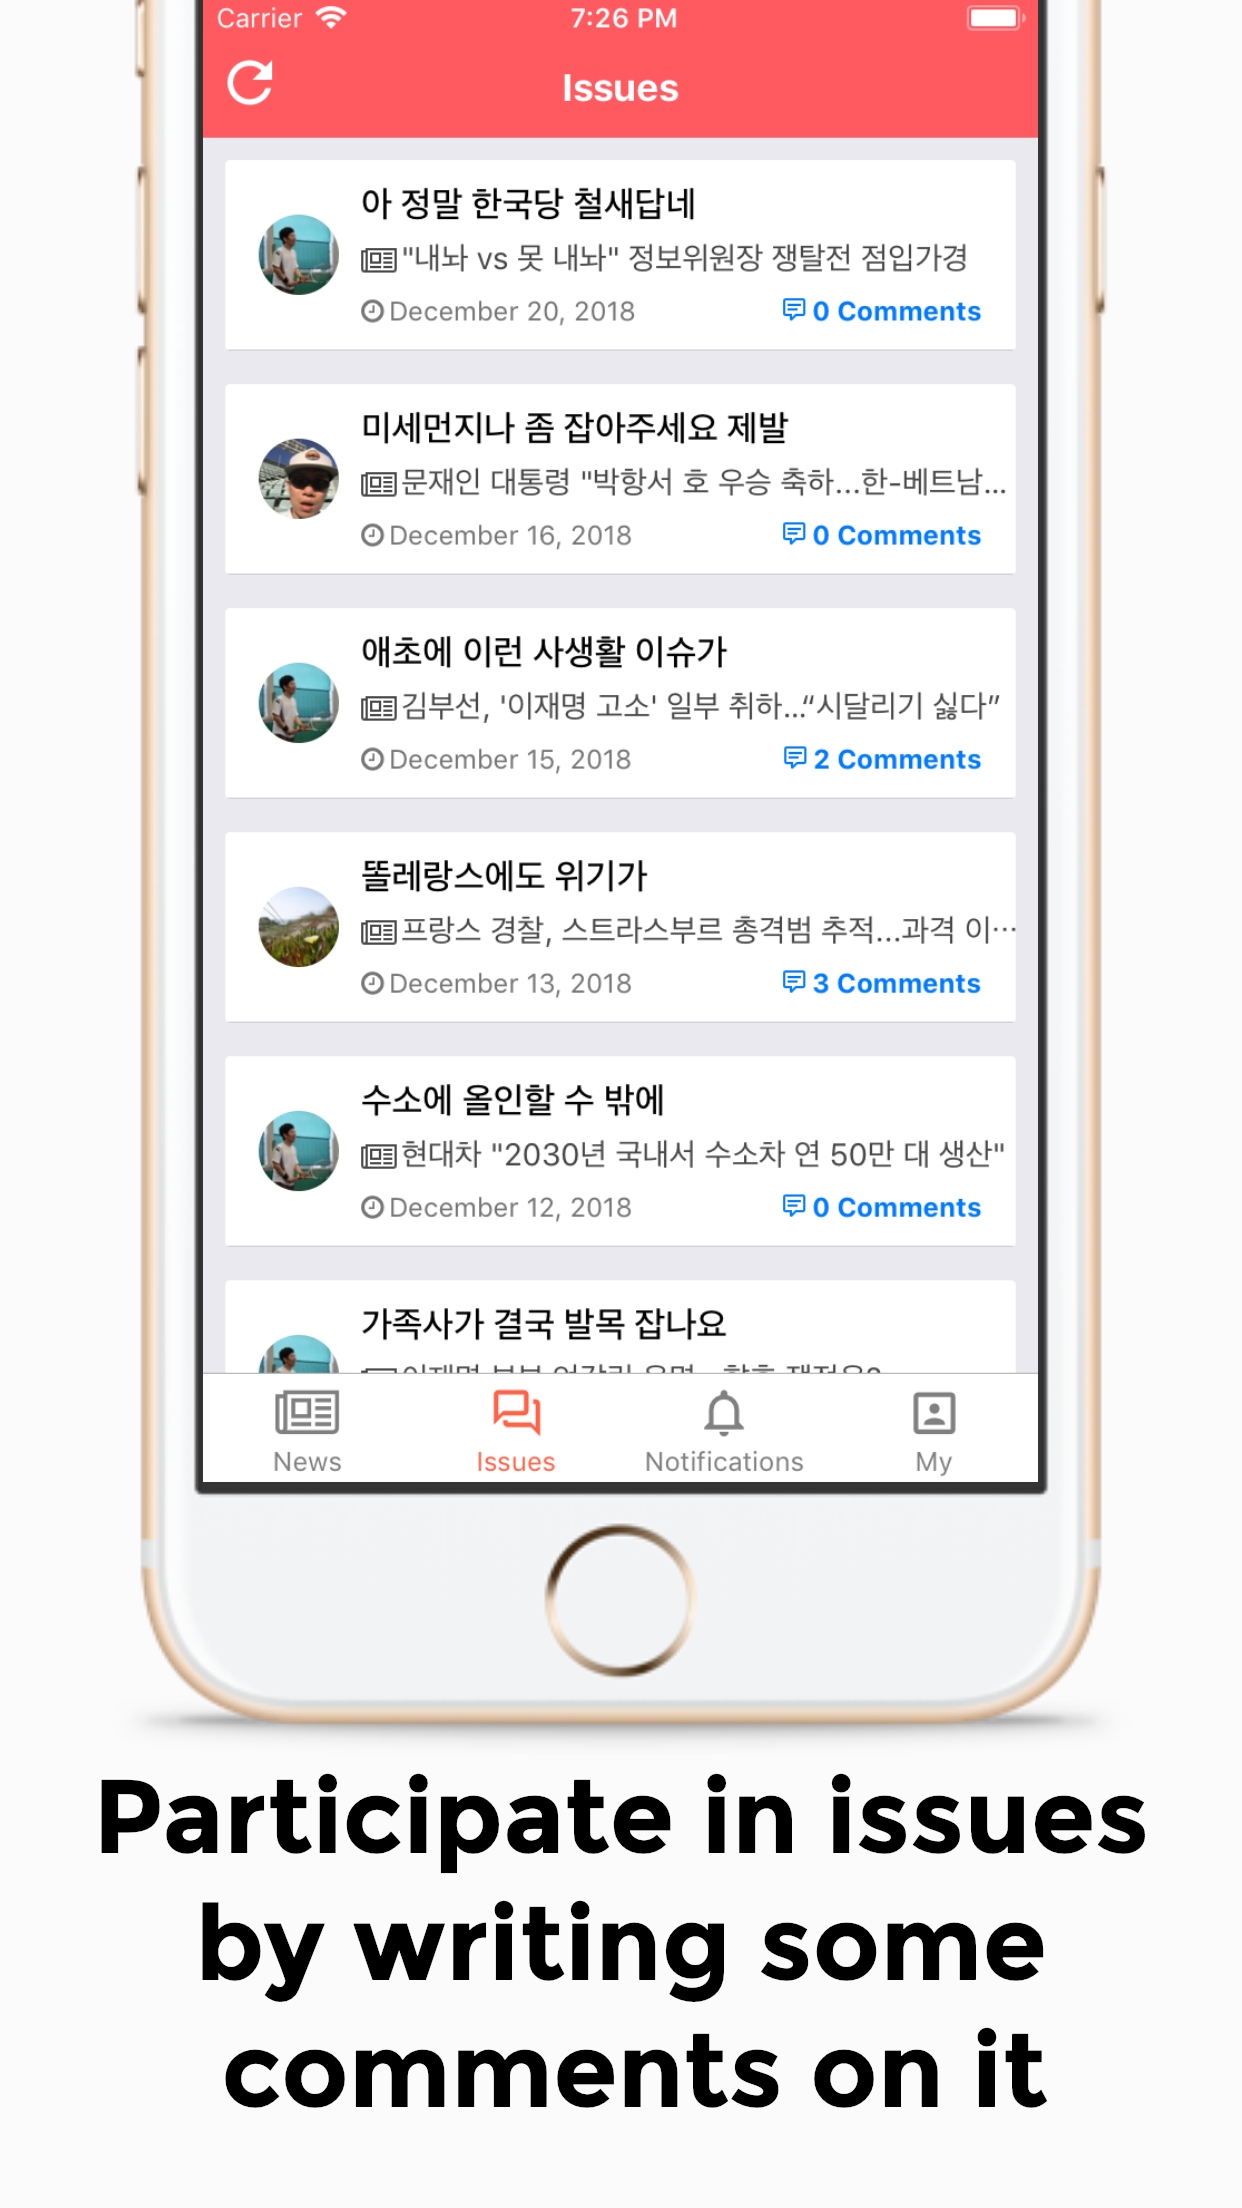 Carrier 7:26 PM
Issues
아 정말 한국당 철새답네
"내놔 vs 못 내놔" 정보위원장 쟁탈전 점입가경
December 20, 2018 0 Comments
미세먼지나 좀 잡아주세요 제발
문재인 대통령 "박항서 호 우승 축하...한-베트남...
December 16, 2018 0 Comments
애초에 이런 사생활 이슈가
김부선, '이재명 고소' 일부 취하...“시달리기 싫다”
December 15, 2018 2 Comments
똘레랑스에도 위기가
프랑스 경찰, 스트라스부르 총격범 추적...과격 이…
December 13, 2018 3 Comments
수소에 올인할 수 밖에
현대차 "2030년 국내서 수소차 연 50만 대 생산"
December 12, 2018 0 Comments
가족사가 결국 발목 잡나요
News Issues Notifications My
Participate in issues
by writing some
comments on it